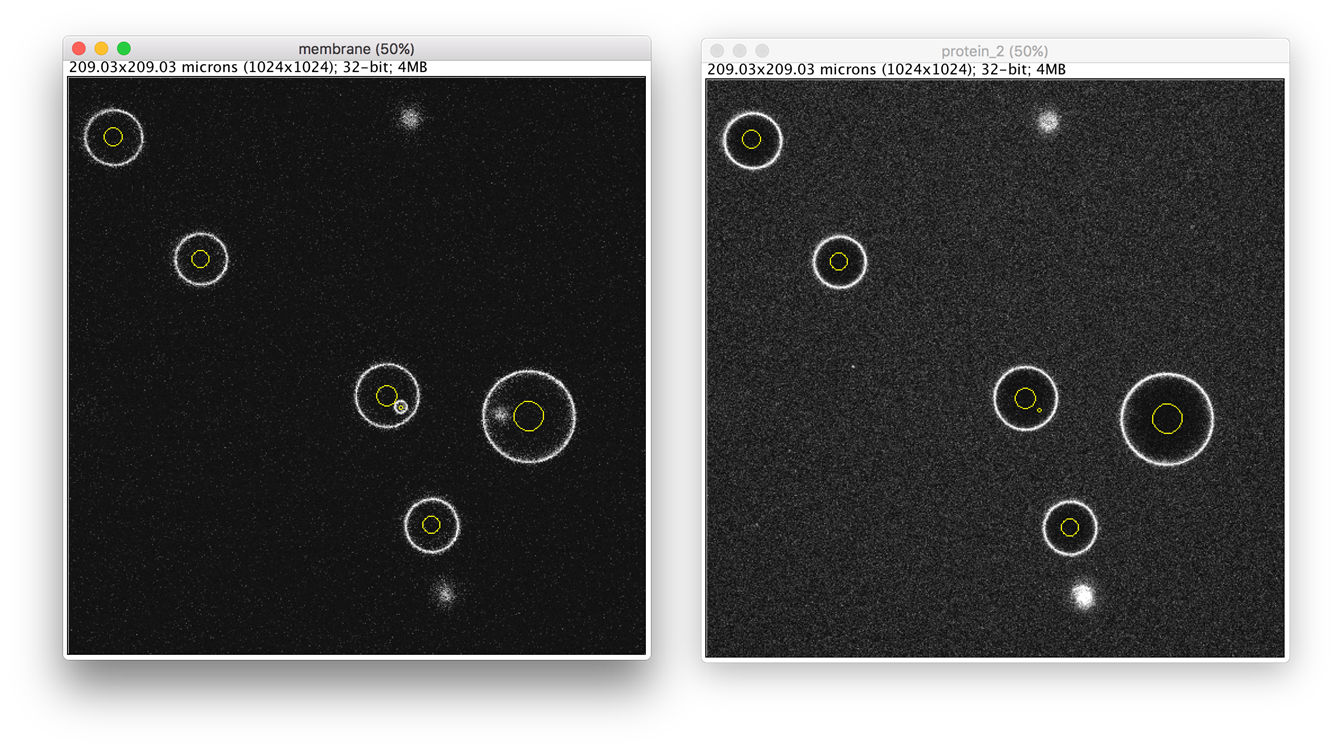 membrane (50%)
209.03x209.03 microns (1024x1024); 32-bit; 4MB
protein_2 (50%)
209.03x209.03 microns (1024x1024); 32-bit; 4MB